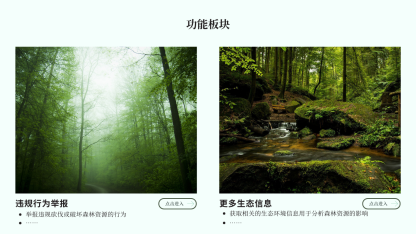 功能板块
违规行为举报
点击进入
举报违规砍伐或破坏森林资源的行为
……
更多生态信息
点击进入
获取相关的生态环境信息用于分析森林资源的影响
……